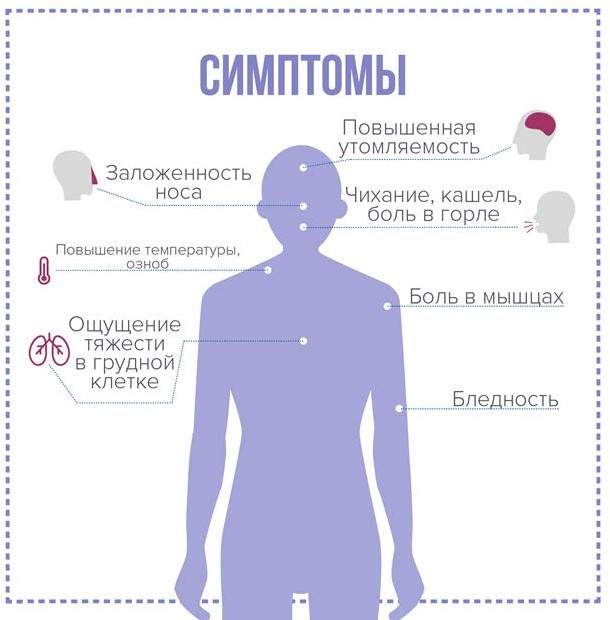 СИМПТОМЫ
Повышенная
утомляемость
Заложенность
носа
Чихание, кашель,
боль в горле
Повышение температуры,
озноб
Боль в мышцах
Ощущение
тяжести
в грудной
клетке
Бледность